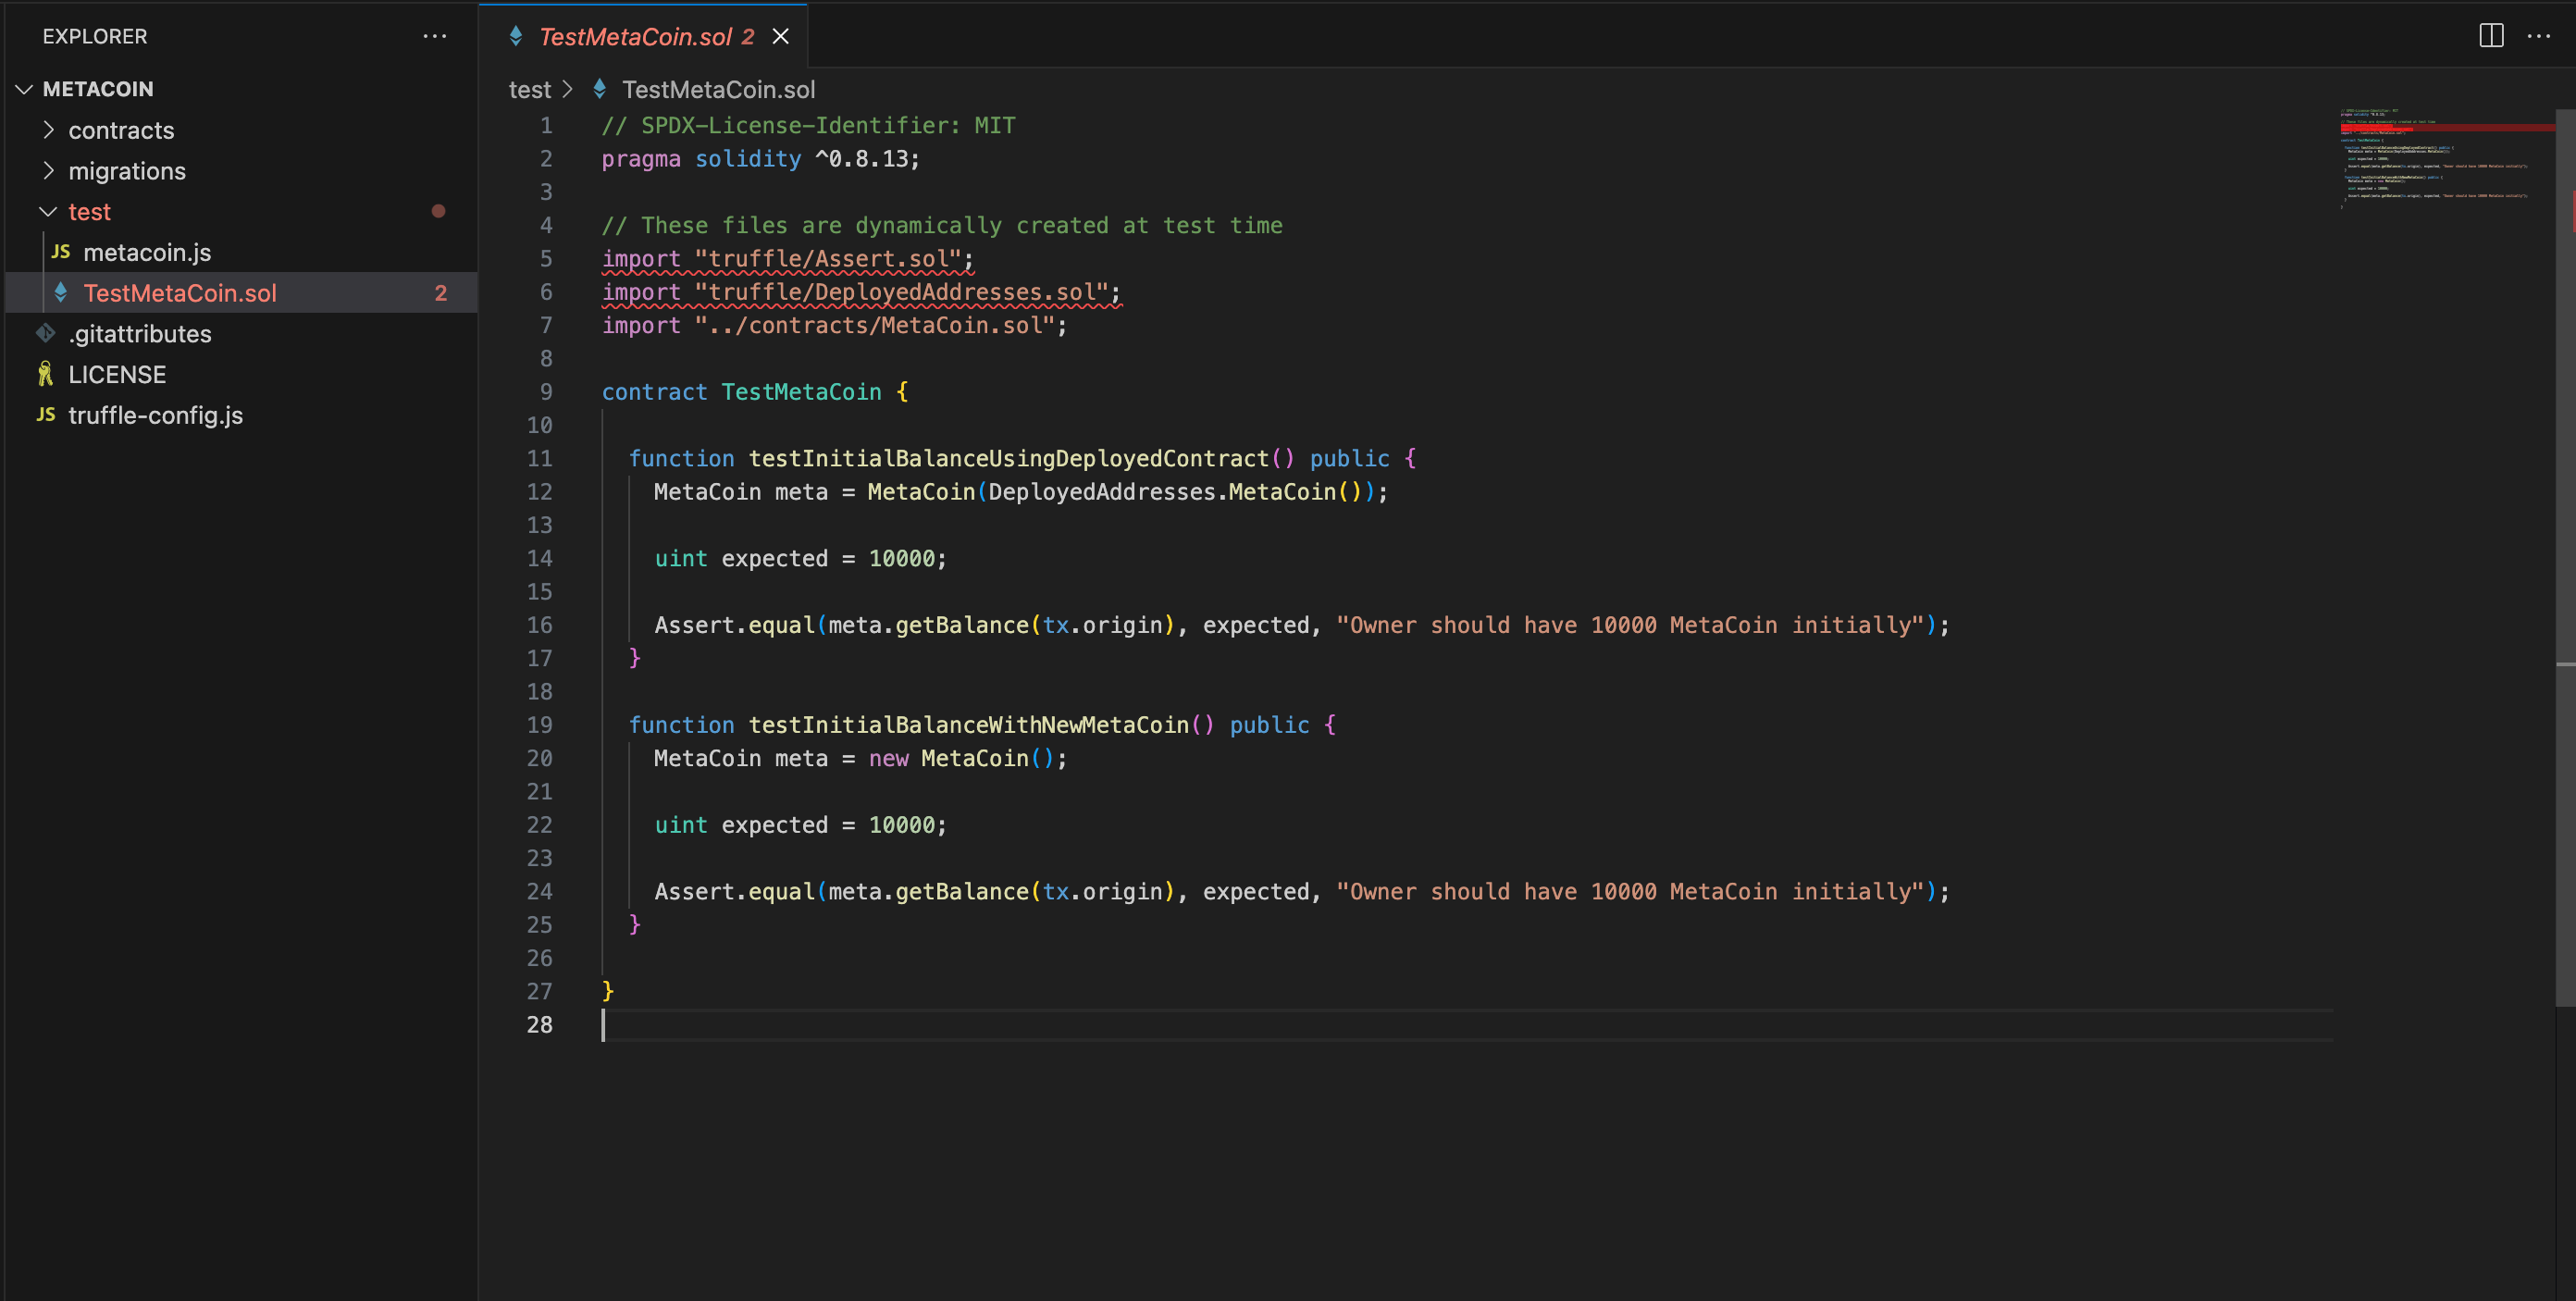 EXPLORER
METACOIN
contracts
migrations
test
JS metacoin.js
TestMetaCoin.sol 2
.gitattributes
LICENSE
JS truffle-config.js
TestMetaCoin.sol 2
test > TestMetaCoin.sol
1 // SPDX-License-Identifier: MIT
2 pragma solidity ^0.8.13;
3
4 // These files are dynamically created at test time
5 import "truffle/Assert.sol";
6 import "truffle/DeployedAddresses.sol";
7 import "../contracts/MetaCoin.sol";
8
9 contract TestMetaCoin {
10
11 function testInitialBalanceUsingDeployedContract() public {
12 MetaCoin meta = MetaCoin(DeployedAddresses.MetaCoin());
13
14 uint expected = 10000;
15
16 Assert.equal(meta.getBalance(tx.origin), expected, "Owner should have 10000 MetaCoin initially");
17 }
18
19 function testInitialBalanceWithNewMetaCoin() public {
20 MetaCoin meta = new MetaCoin();
21
22 uint expected = 10000;
23
24 Assert.equal(meta.getBalance(tx.origin), expected, "Owner should have 10000 MetaCoin initially");
25 }
26
27 }
28